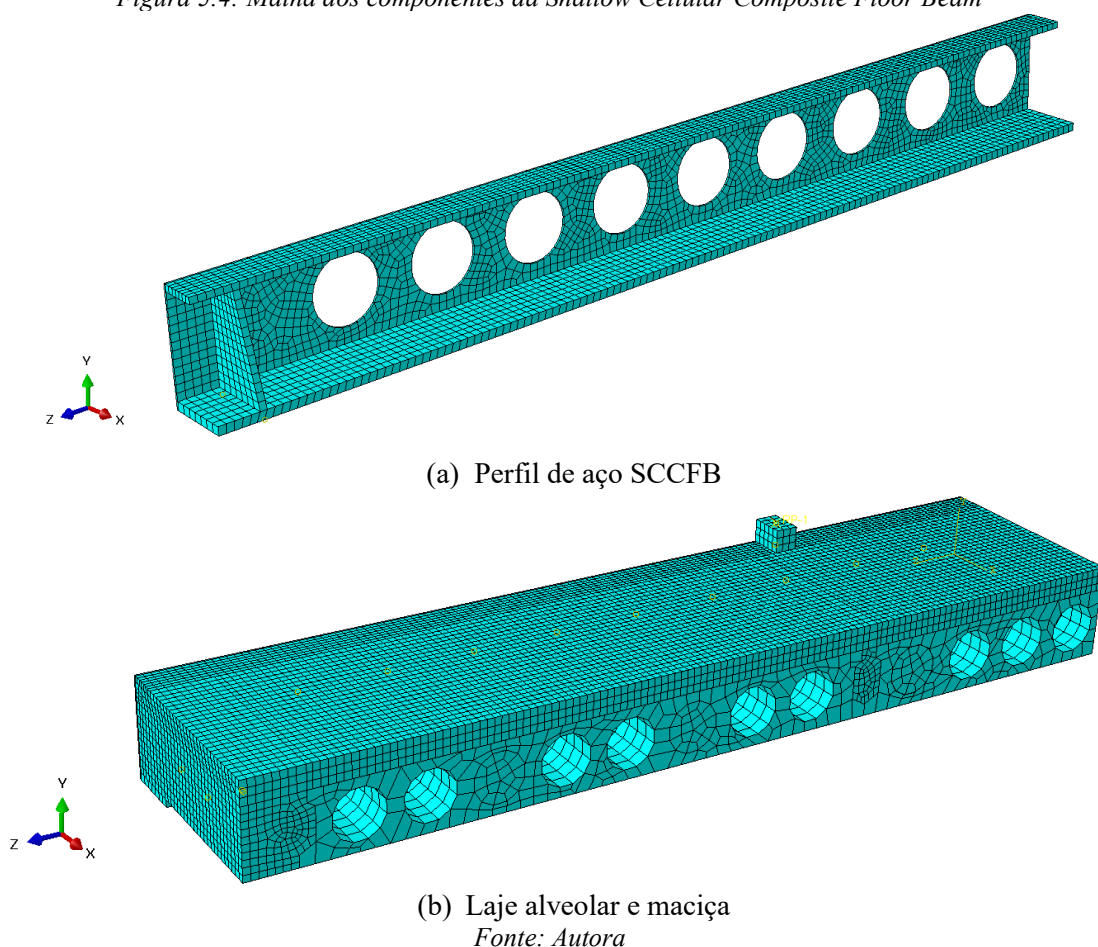 Figura 5.4: Malha dos componentes da Shallow Cellular Composite Floor Beam
Y
Z
X
(a) Perfil de aço SCCFB
Y
Z
X
(b) Laje alveolar e maciça
Fonte: Autora